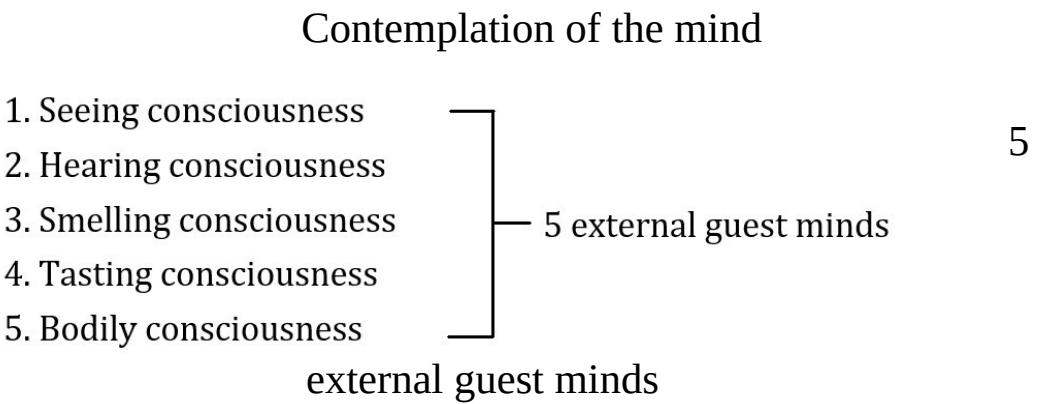 Contemplation of the mind
1. Seeing consciousness
5
2. Hearing consciousness
3. Smelling consciousness
5 external guest minds
4. Tasting consciousness
5. Bodily consciousness
external guest minds